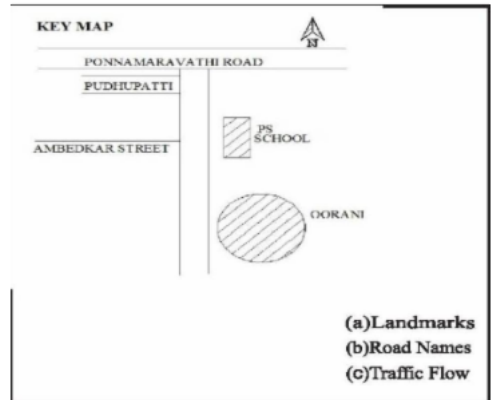 KEY MAP
N
PONNAMARAVATHI ROAD
PUDHUPATTI
PS
SCHOOL
AMBEDKAR STREET
OORANI
(a)Landmarks
(b)Road Names
(c)Traffic Flow